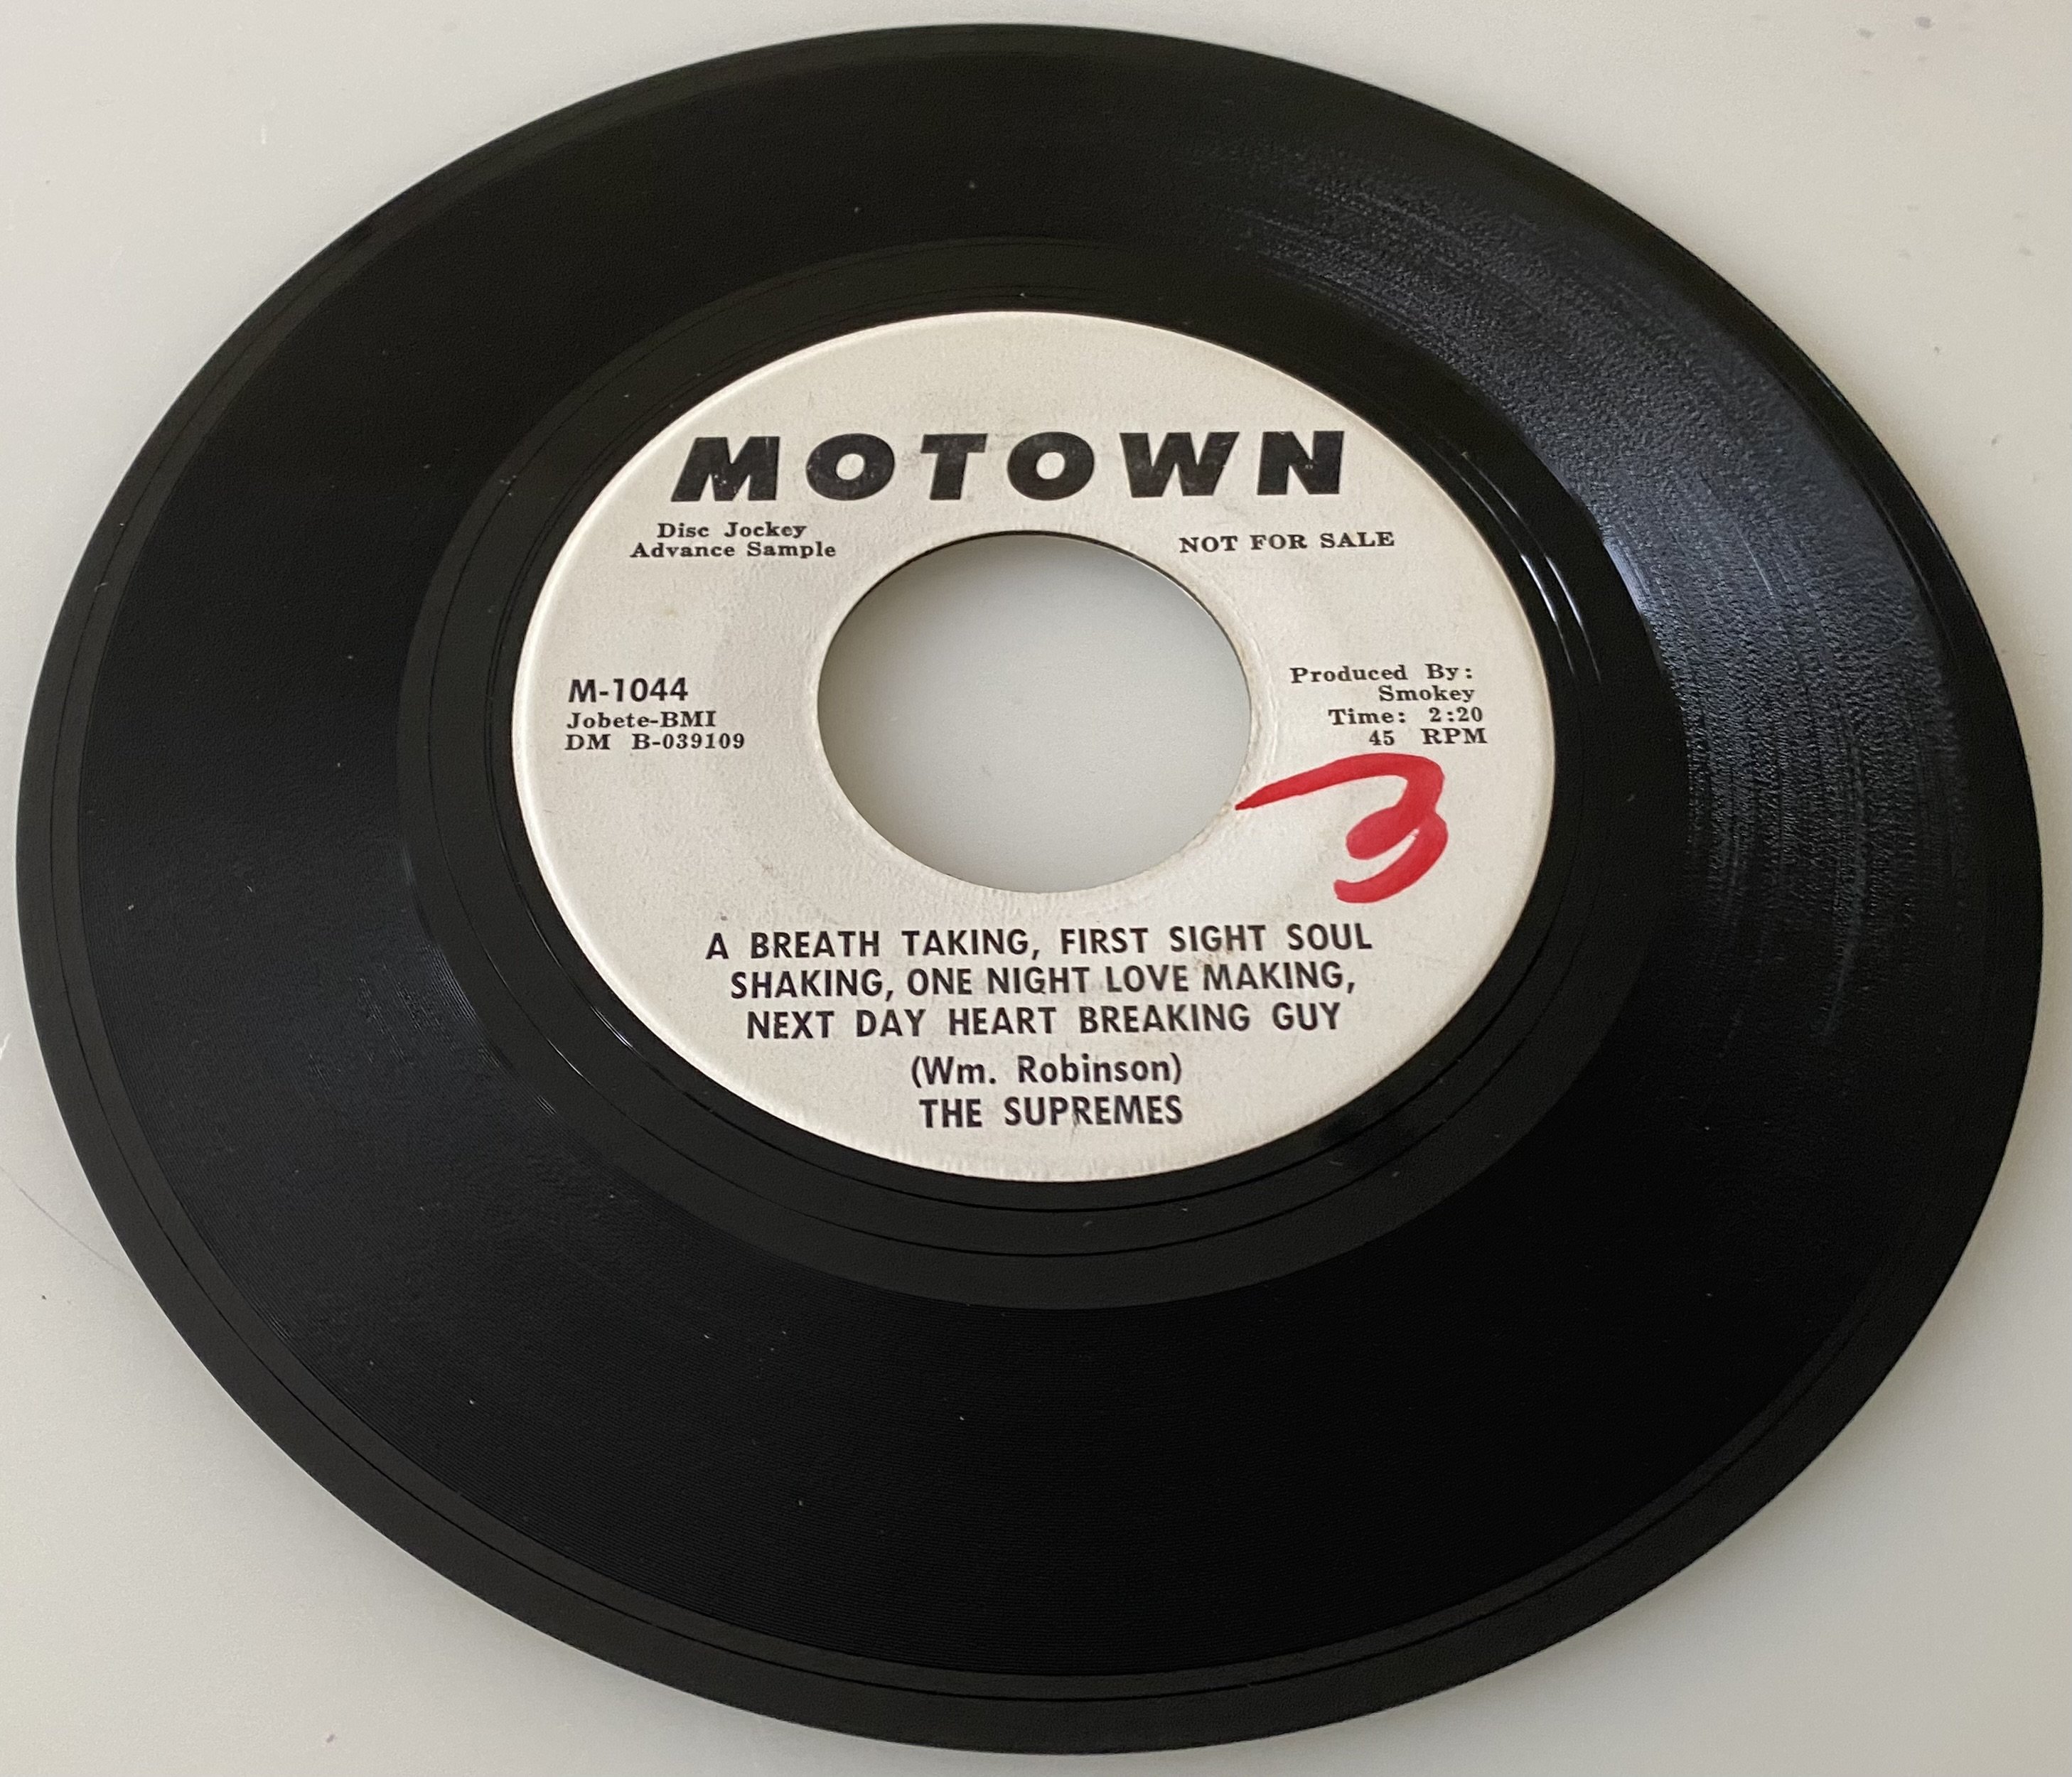 MOTOWN
Disc Jockey
Advance Sample
NOT FOR SALE
M-1044
Jobete-BMI
DM B-039109
Produced By:
Smokey
Time: 2:20
45 RPM
3
A BREATH TAKING, FIRST SIGHT SOUL
SHAKING, ONE NIGHT LOVE MAKING,
NEXT DAY HEART BREAKING GUY
(Wm. Robinson)
THE SUPREMES